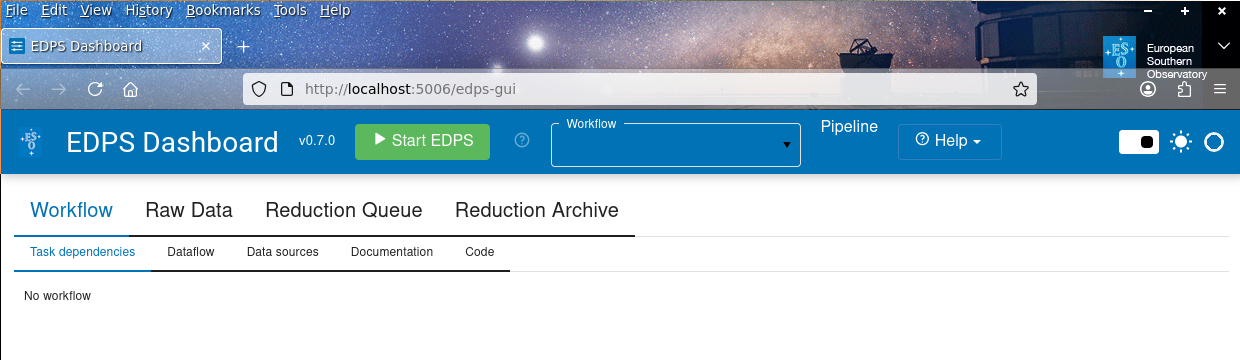 File Edit View History Bookmarks Tools Help
EDPS Dashboard
ES
O
European
Southern
Observatory
http://localhost:5006/edps-gui
ES
O
EDPS Dashboard v0.7.0 Start EDPS Workflow Pipeline Help
Workflow Raw Data Reduction Queue Reduction Archive
Task dependencies Dataflow Data sources Documentation Code
No workflow